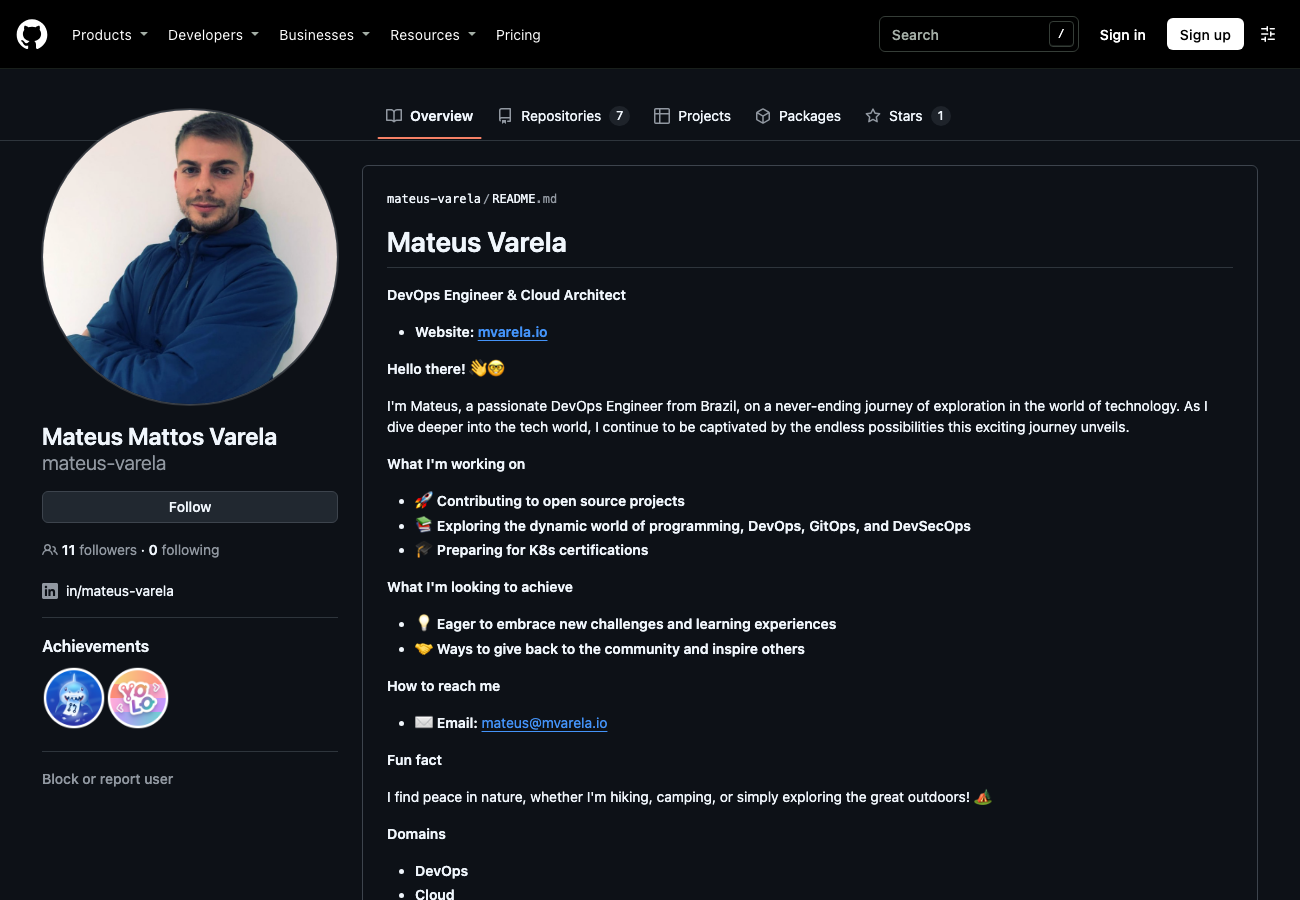 Products Developers Businesses Resources Pricing Search / Sign in Sign up
Overview Repositories 7 Projects Packages Stars 1
Mateus Mattos Varela
mateus-varela
Follow
11 followers · 0 following
in/mateus-varela
Achievements
YOLO
Block or report user
mateus-varela/README.md
Mateus Varela
DevOps Engineer & Cloud Architect
• Website: mvarela.io
Hello there! 👋🤓
I'm Mateus, a passionate DevOps Engineer from Brazil, on a never-ending journey of exploration in the world of technology. As I
dive deeper into the tech world, I continue to be captivated by the endless possibilities this exciting journey unveils.
What I'm working on
• 🚀 Contributing to open source projects
• 📚 Exploring the dynamic world of programming, DevOps, GitOps, and DevSecOps
• 🎓 Preparing for K8s certifications
What I'm looking to achieve
• 💡 Eager to embrace new challenges and learning experiences
• 🤝 Ways to give back to the community and inspire others
How to reach me
• ✉️ Email: mateus@mvarela.io
Fun fact
I find peace in nature, whether I'm hiking, camping, or simply exploring the great outdoors! 🏕️
Domains
• DevOps
• Cloud